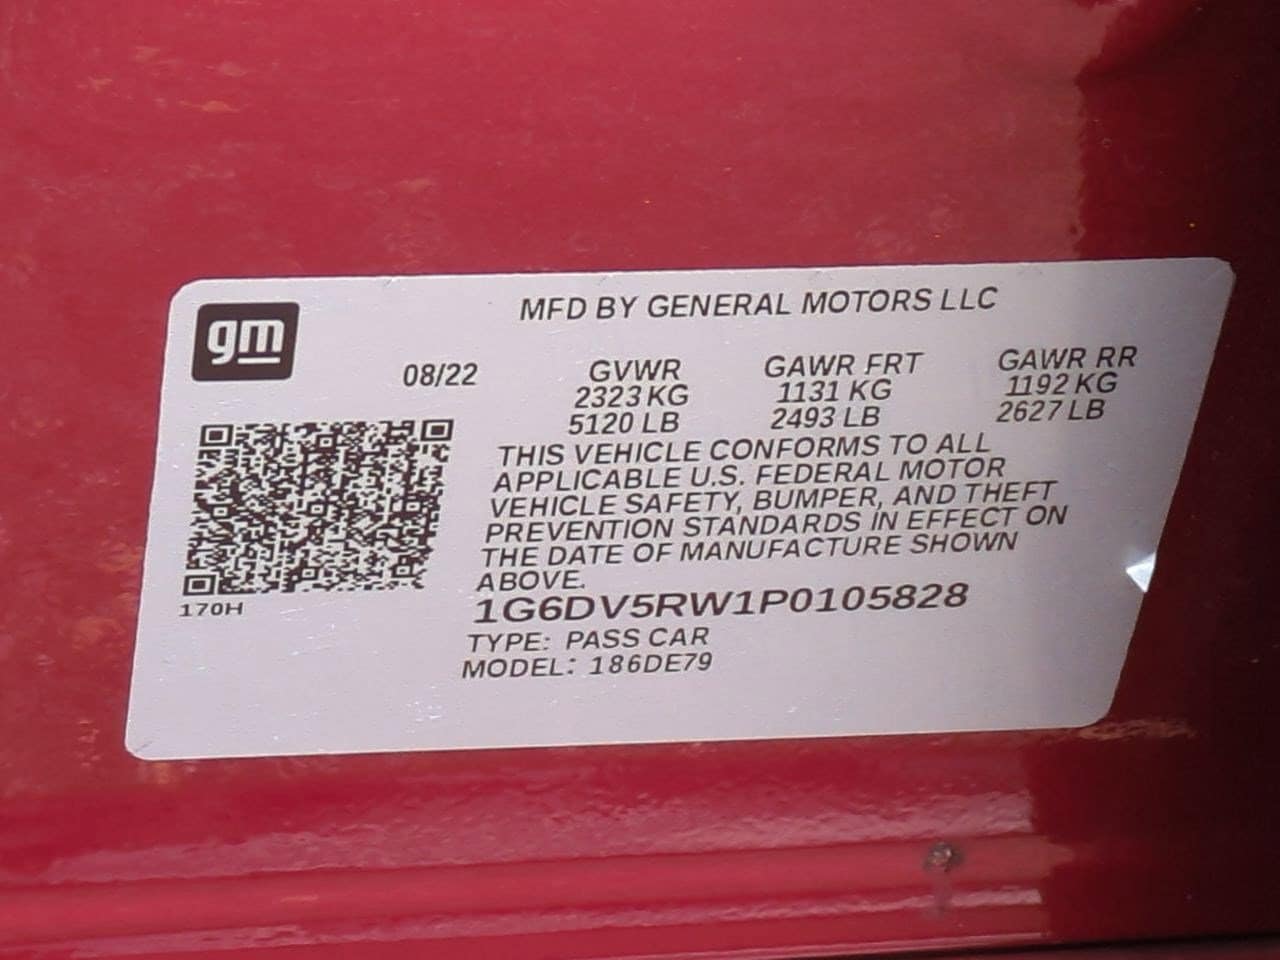 gm
MFD BY GENERAL MOTORS LLC
08/22
GVWR GAWR FRT GAWR RR
2323 KG 1131 KG 1192 KG
5120 LB 2493 LB 2627 LB
THIS VEHICLE CONFORMS TO ALL
APPLICABLE U.S. FEDERAL MOTOR
VEHICLE SAFETY, BUMPER, AND THEFT
PREVENTION STANDARDS IN EFFECT ON
THE DATE OF MANUFACTURE SHOWN
ABOVE.
170H
1G6DV5RW1P0105828
TYPE: PASS CAR
MODEL: 186DE79